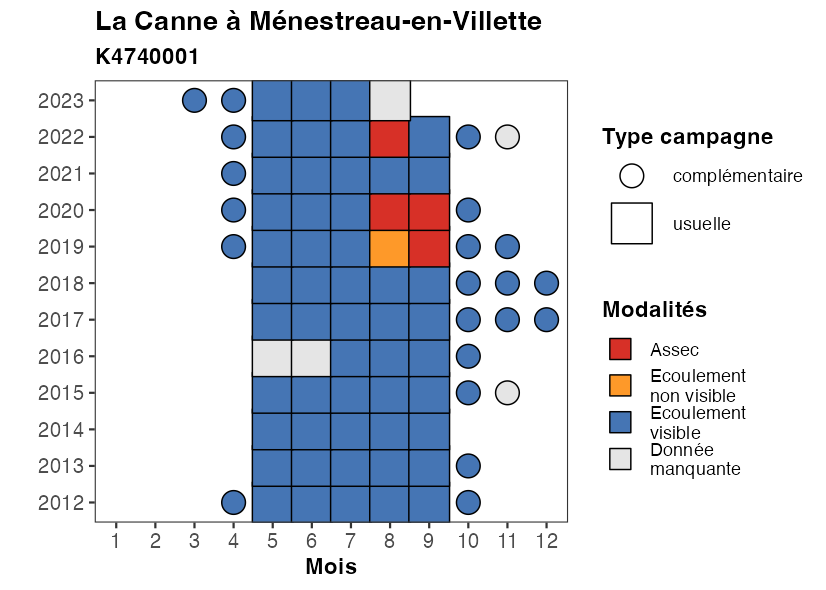 La Canne à Ménestreau-en-Villette
K4740001
2023
2022
2021
2020
2019
2018
2017
2016
2015
2014
2013
2012
1 2 3 4 5 6 7 8 9 10 11 12
Mois
Type campagne
complémentaire
usuelle
Modalités
Assec
Ecoulement
non visible
Ecoulement
visible
Donnée
manquante